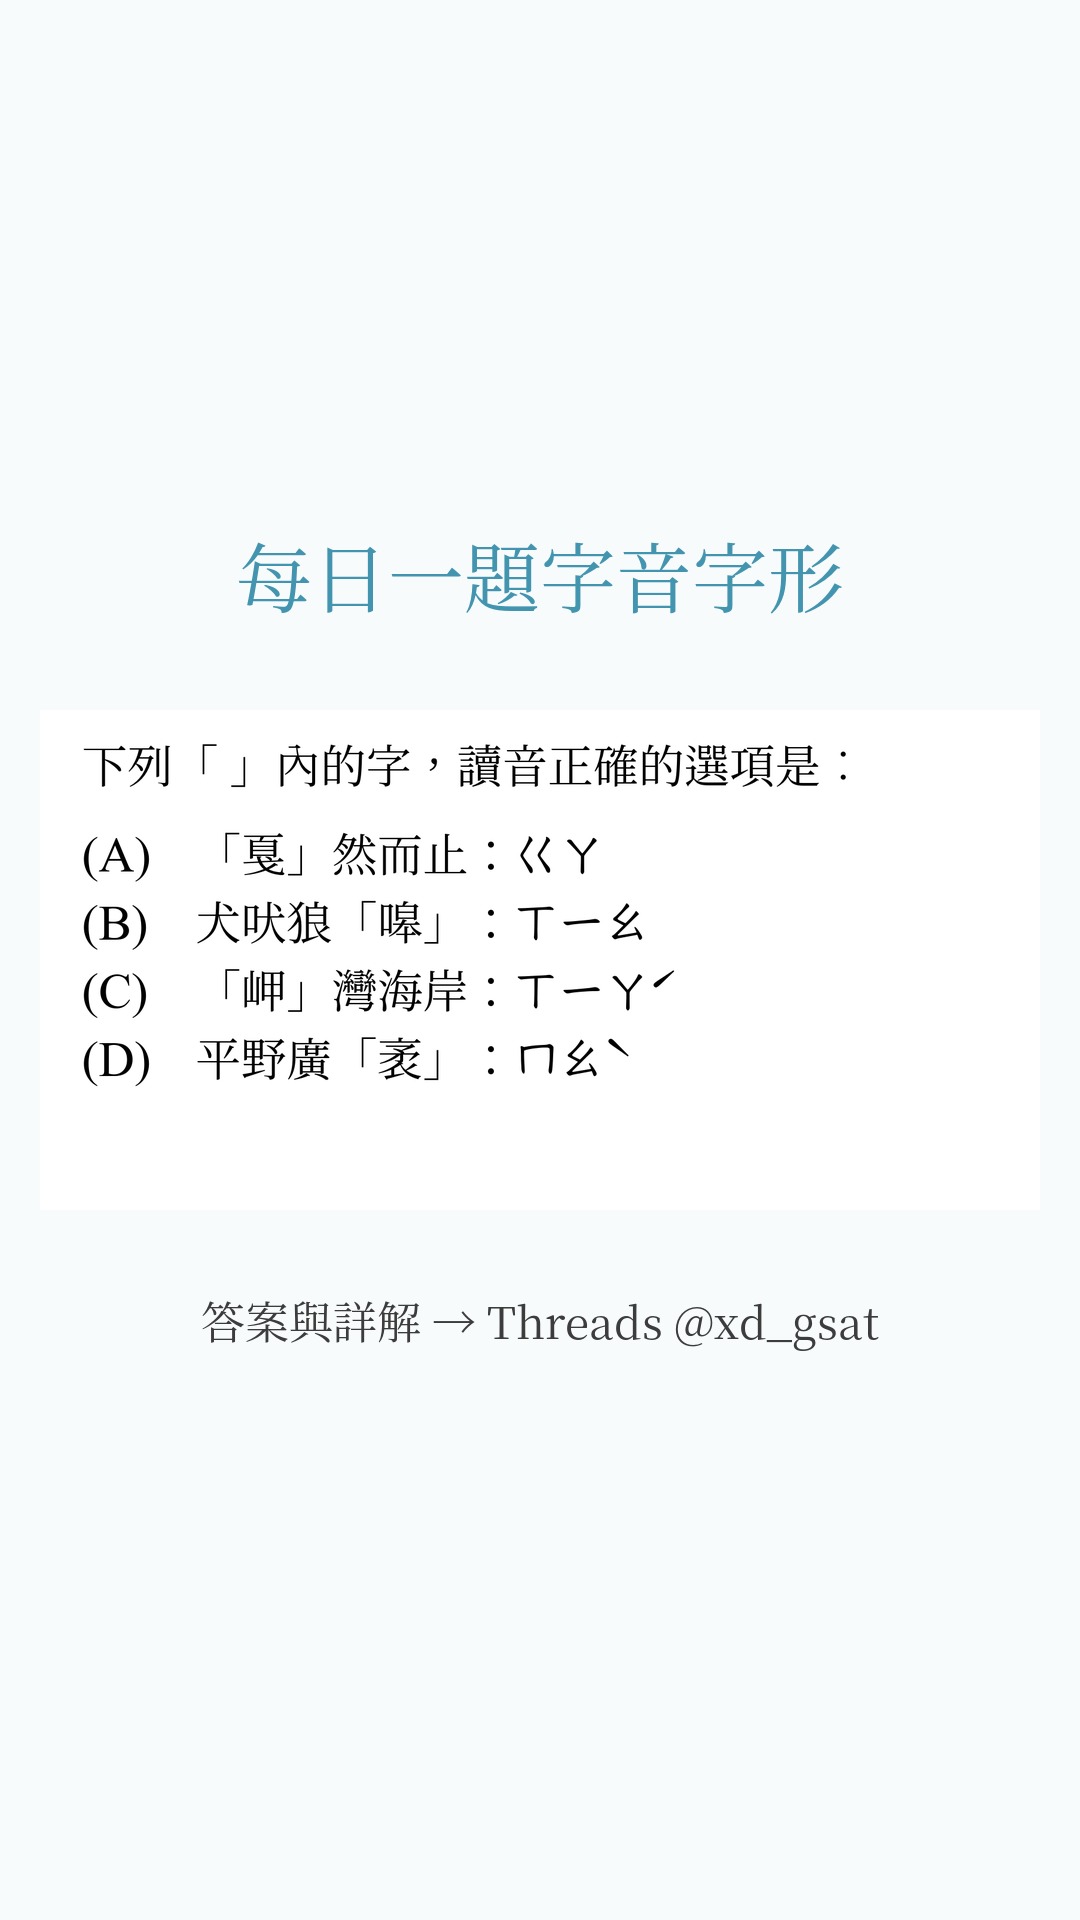 每日一題字音字形
下列「 」內的字，讀音正確的選項是：
(A) 「戛」然而止：ㄍㄚ
(B) 犬吠狼「嗥」：ㄒㄧㄠ
(C) 「岬」灣海岸：ㄒㄧㄚˊ
(D) 平野廣「袤」：ㄇㄠˋ
答案與詳解 → Threads @xd_gsat